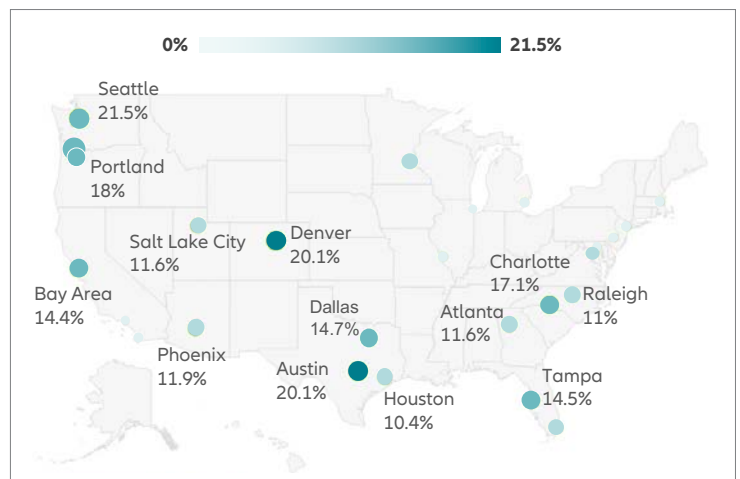 0% 21.5%
Seattle
21.5%
Portland
18%
Salt Lake City
11.6%
Denver
20.1%
Bay Area
14.4%
Charlotte
17.1%
Raleigh
11%
Dallas
14.7%
Atlanta
11.6%
Phoenix
11.9%
Austin
20.1%
Houston
10.4%
Tampa
14.5%